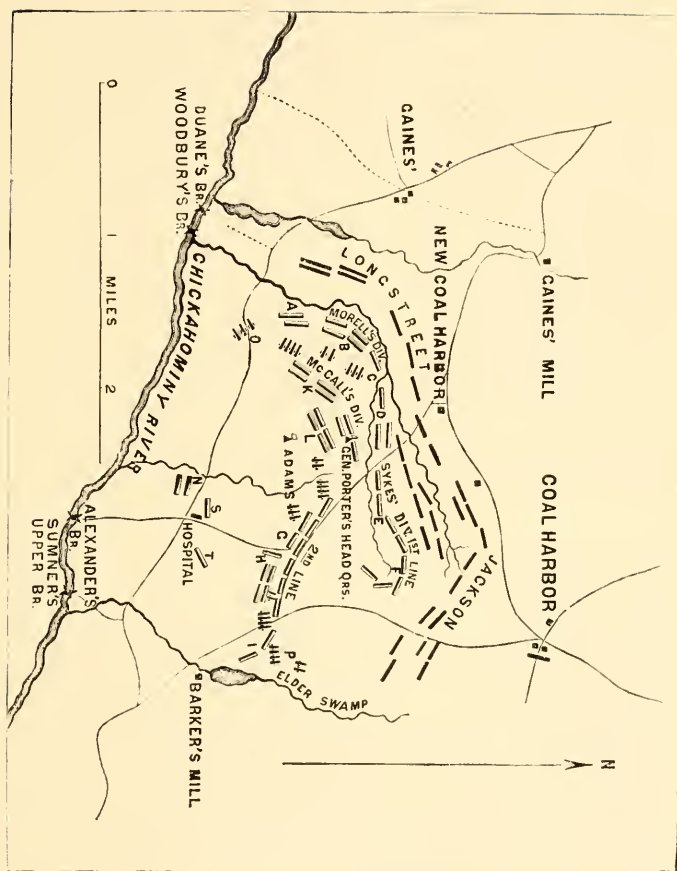 N
GAINES' MILL
COAL HARBOR
JACKSON
NEW COAL HARBOR
GAINES'
LONGSTREET
SYKES' DIV. 1ST LINE
MORELL'S DIV.
C
D
E
F
B
A
McCALL'S DIV.
K
GEN. PORTER'S HEAD QRS.
L
2ND LINE
ADAMS
G
H
I
P
ELDER SWAMP
O
N
S
T
HOSPITAL
BARKER'S MILL
DUANE'S BR.
WOODBURY'S BR.
CHICKAHOMINY RIVER
ALEXANDER'S
BR.
SUMNER'S
UPPER BR.
0
1
2
MILES